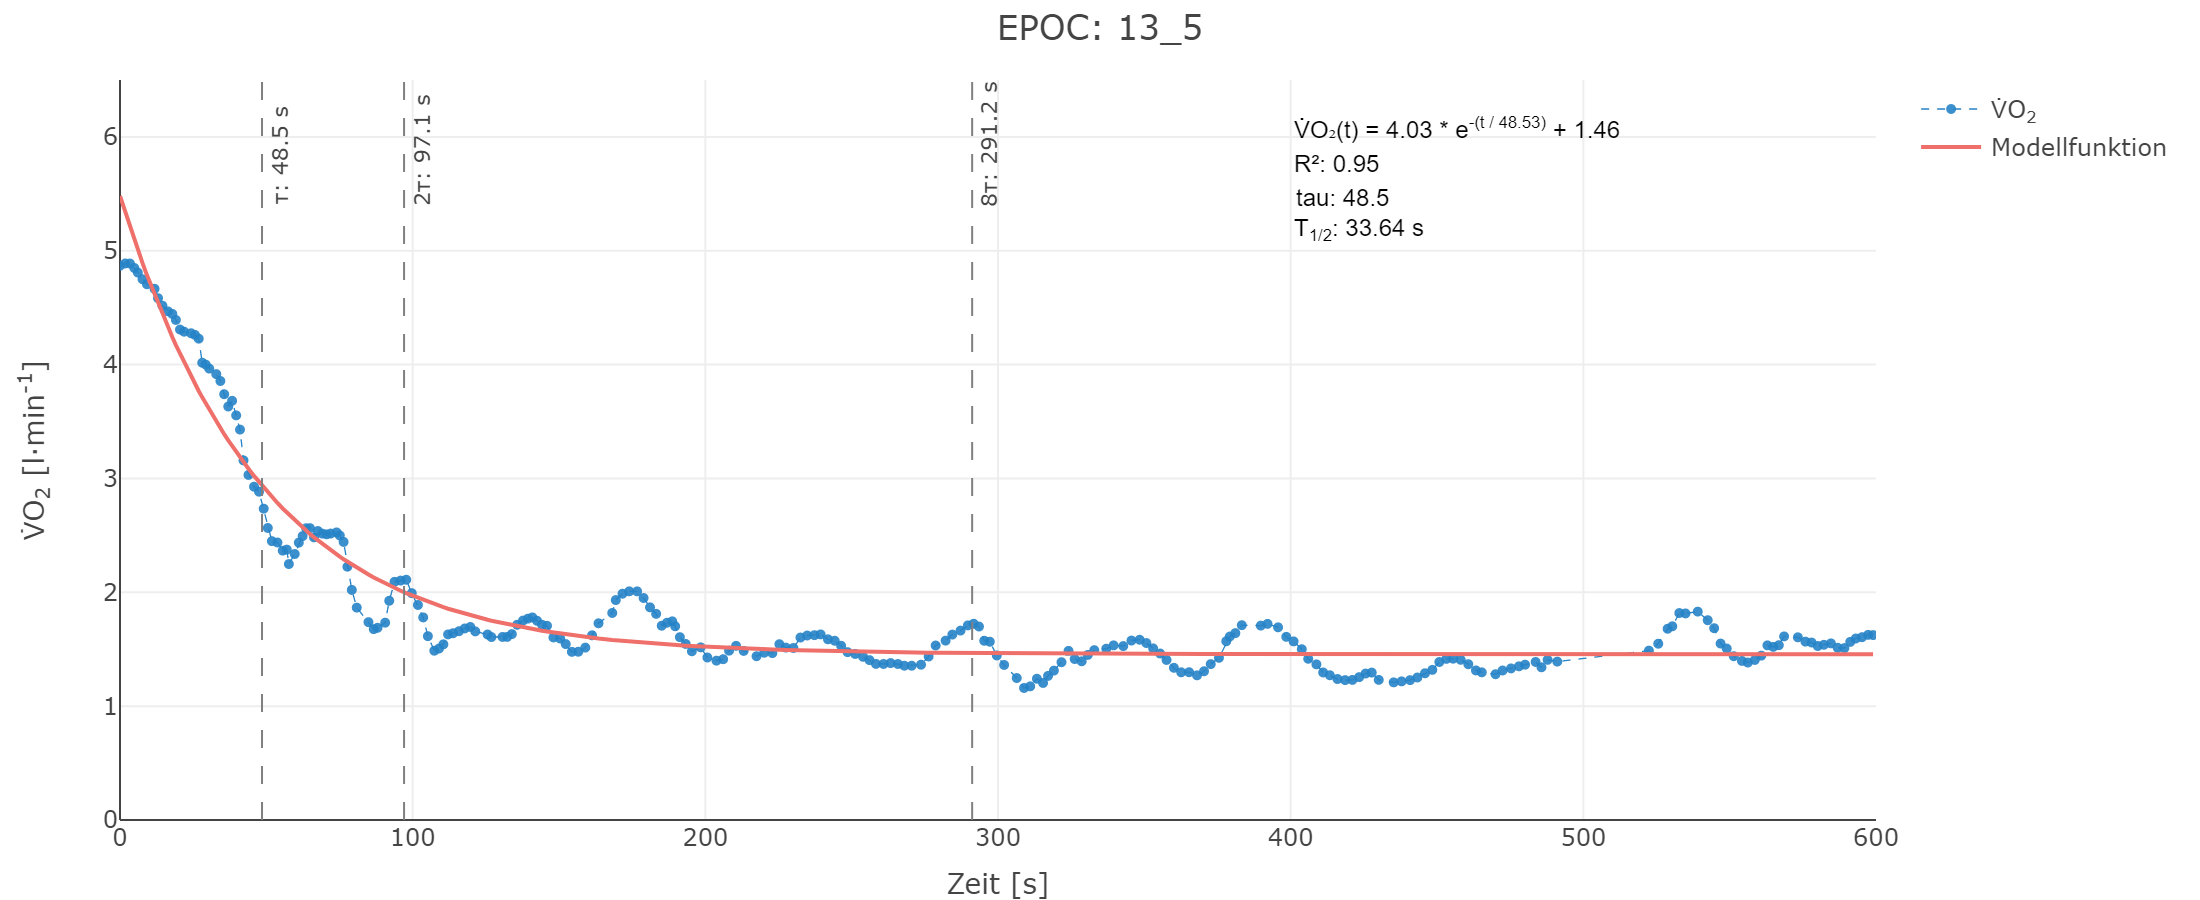 EPOC: 13_5
V̇O₂
Modellfunktion
V̇O₂(t) = 4.03 * e-(t / 48.53) + 1.46
R²: 0.95
tau: 48.5
T1/2: 33.64 s
τ: 48.5 s
2τ: 97.1 s
8τ: 291.2 s
V̇O₂ [l·min⁻¹]
6
5
4
3
2
1
0
0 100 200 300 400 500 600
Zeit [s]